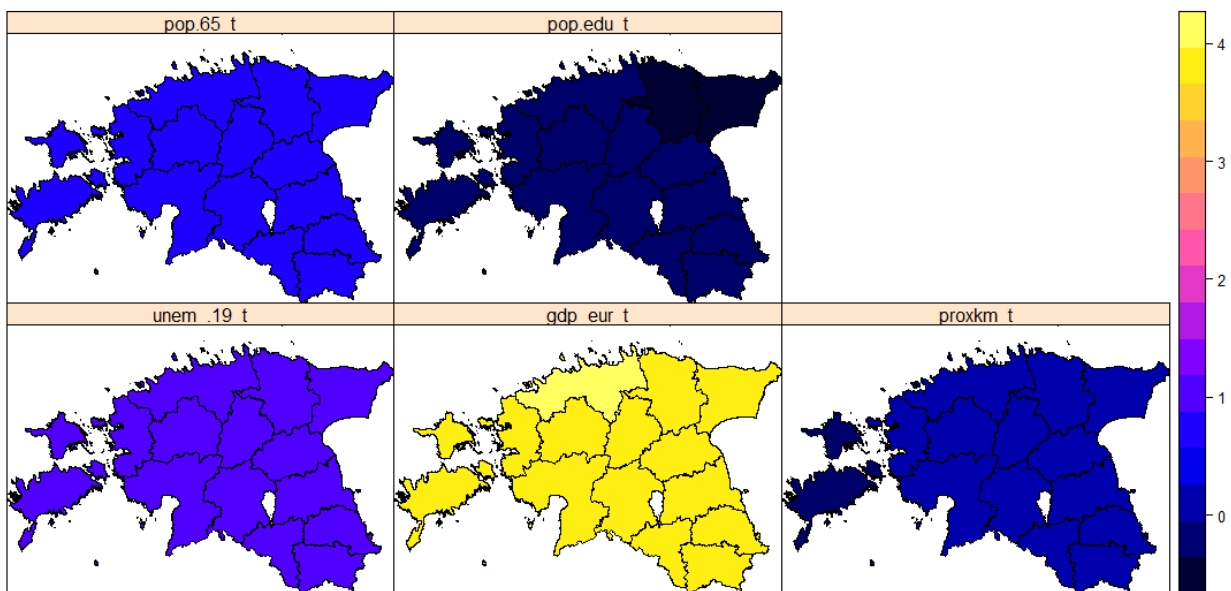 pop.65_t
pop.edu_t
unem_.19_t
gdp_eur_t
proxkm_t
4
3
2
1
0